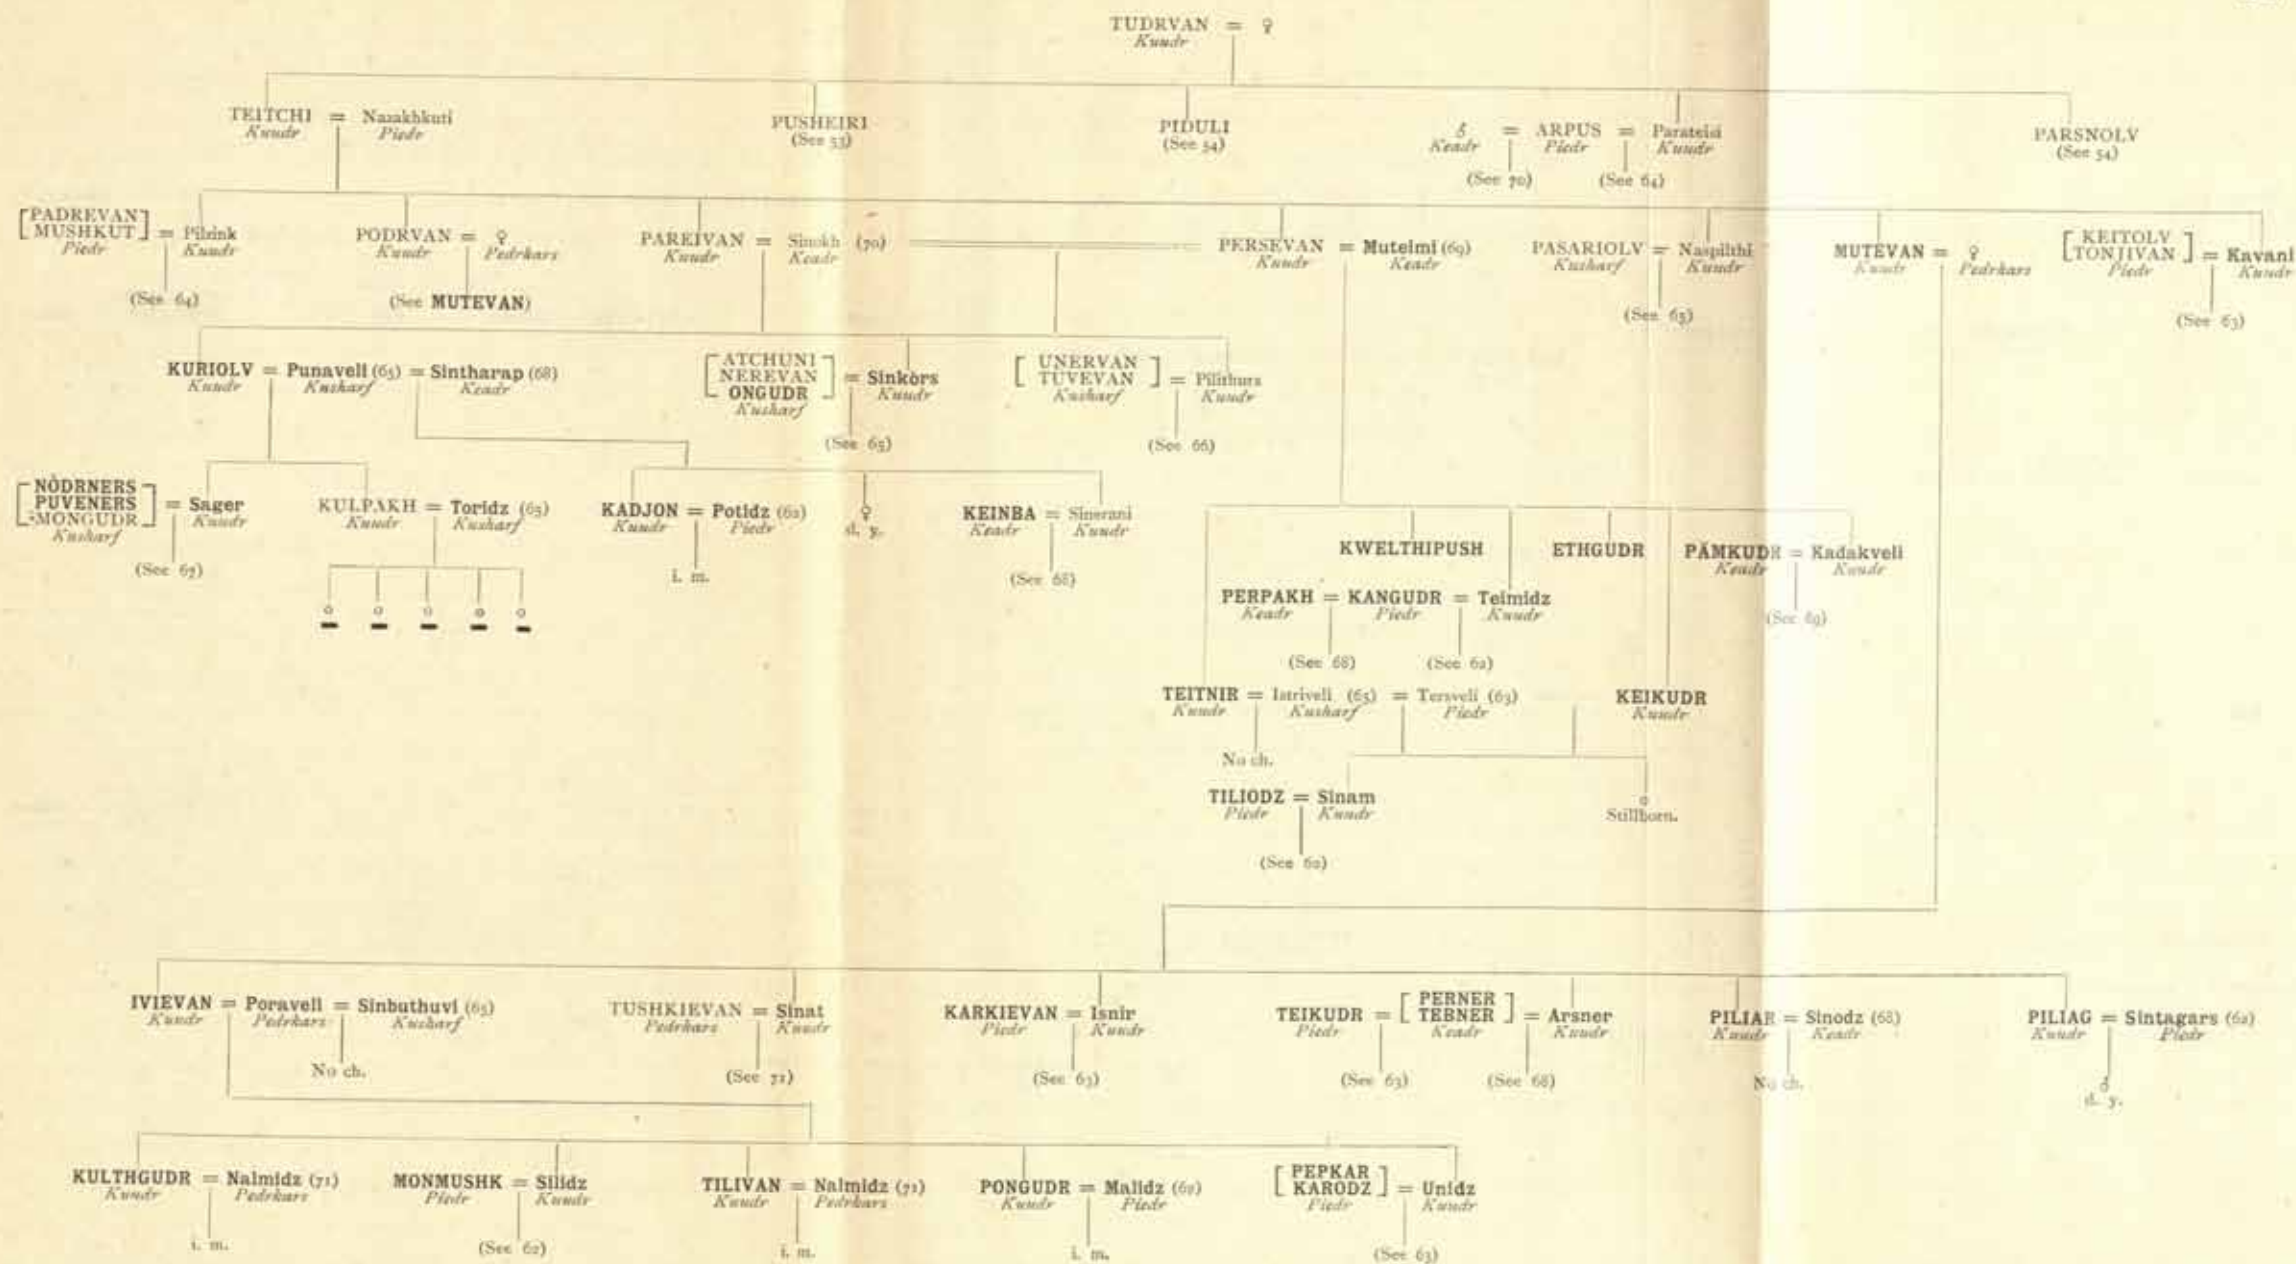 TUDRVAN = ♀
Kuudr
TEITCHI = Nazakhkuti
Kuudr Piedr
PUSHEIRI
(See 53)
PIDULI
(See 54)
♂ = ARPUS = Parateisi
Keadr Piedr Kuudr
(See 70) (See 64)
PARSNOLV
(See 54)
[PADREVAN
MUSHKUT] = Pilzink
Piedr Kuudr
(See 64)
PODRVAN = ♀
Kuudr Pedrkars
(See MUTEVAN)
PAREIVAN = Sinokh (70)
Kuudr Keadr
PERSEVAN = Muteimi (69)
Kuudr Keadr
PASARIOLV = Naspilthi
Kusharf Kuudr
(See 65)
MUTEVAN = ♀
Kuudr Pedrkars
[KEITOLV
TONJIVAN] = Kavani
Piedr Kuudr
(See 63)
KURIOLV = Punaveli (65) = Sintharap (68)
Kuudr Kusharf Keadr
[ATCHUNI
NEREVAN
ONGUDR] = Sinkòrs
Kusharf Kuudr
(See 65)
[UNERVAN
TUVEVAN] = Pilithurs
Kusharf Kuudr
(See 66)
[NÒDRNERS
PUVENERS
MONGUDR] = Sager
Kusharf Kuudr
(See 67)
KULPAKH = Toridz (65)
Kuudr Kusharf
KADJON = Potidz (62)
Kuudr Piedr
i. m.
♀
d. y.
KEINBA = Sinerani
Keadr Kuudr
(See 68)
KWELTHIPUSH
ETHGUDR
PÄMKUDR = Kadakveli
Keadr Kuudr
(See 69)
PERPAKH = KANGUDR = Teimidz
Keadr Piedr Kuudr
(See 68) (See 62)
TEITNIR = Iatriveli (65) = Tersveli (63)
Kuudr Kusharf Piedr
No ch.
KEIKUDR
Kuudr
TILIODZ = Sinam
Piedr Kuudr
(See 62)
Stillborn.
IVIEVAN = Poraveli = Sinbuthuvi (65)
Kuudr Pedrkars Kusharf
No ch.
TUSHKIEVAN = Sinat
Pedrkars Kuudr
(See 71)
KARKIEVAN = Isnir
Piedr Kuudr
(See 63)
TEIKUDR = [PERNER
TEBNER] = Arsner
Piedr Keadr Kuudr
(See 63) (See 68)
PILIAR = Sinodz (68)
Kuudr Keadr
No ch.
PILIAG = Sintagars (62)
Kuudr Piedr
♂
d. y.
KULTHGUDR = Nalmidz (71)
Kuudr Pedrkars
i. m.
MONMUSHK = Silidz
Piedr Kuudr
(See 62)
TILIVAN = Nalmidz (71)
Kuudr Pedrkars
i. m.
PONGUDR = Malidz (62)
Kuudr Piedr
i. m.
[PEPKAR
KARODZ] = Unidz
Piedr Kuudr
(See 63)